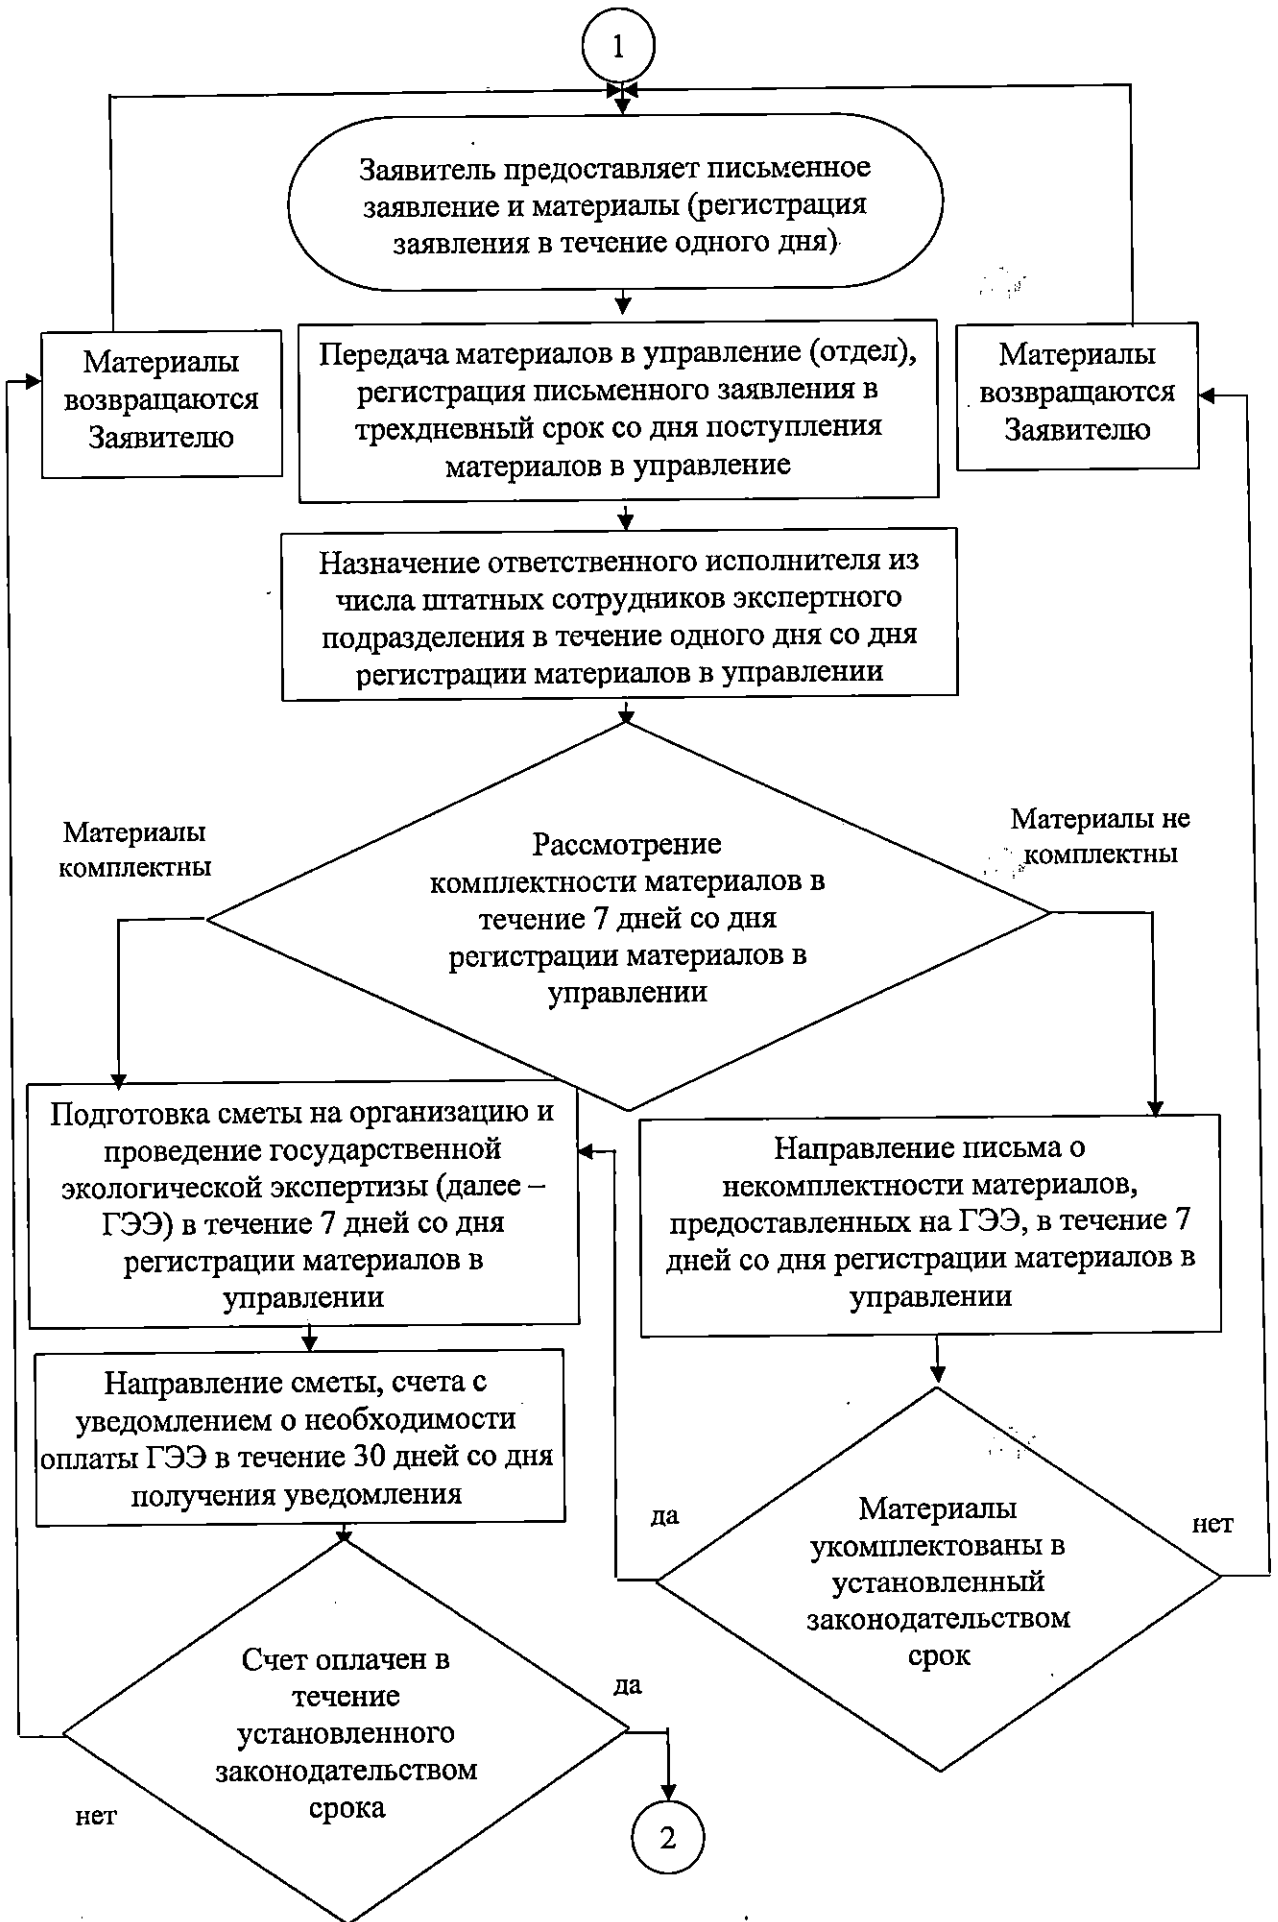 1
Заявитель предоставляет письменное
заявление и материалы (регистрация
заявления в течение одного дня)
Материалы
возвращаются
Заявителю
Передача материалов в управление (отдел),
регистрация письменного заявления в
трехдневный срок со дня поступления
материалов в управление
Материалы
возвращаются
Заявителю
Назначение ответственного исполнителя из
числа штатных сотрудников экспертного
подразделения в течение одного дня со дня
регистрации материалов в управлении
Материалы
комплектны
Рассмотрение
комплектности материалов в
течение 7 дней со дня
регистрации материалов в
управлении
Материалы не
комплектны
Подготовка сметы на организацию и
проведение государственной
экологической экспертизы (далее –
ГЭЭ) в течение 7 дней со дня
регистрации материалов в
управлении
Направление письма о
некомплектности материалов,
предоставленных на ГЭЭ, в течение 7
дней со дня регистрации материалов в
управлении
Направление сметы, счета с
уведомлением о необходимости
оплаты ГЭЭ в течение 30 дней со дня
получения уведомления
да
Материалы
укомплектованы в
установленный
законодательством
срок
нет
Счет оплачен в
течение
установленного
законодательством
срока
да
нет
2